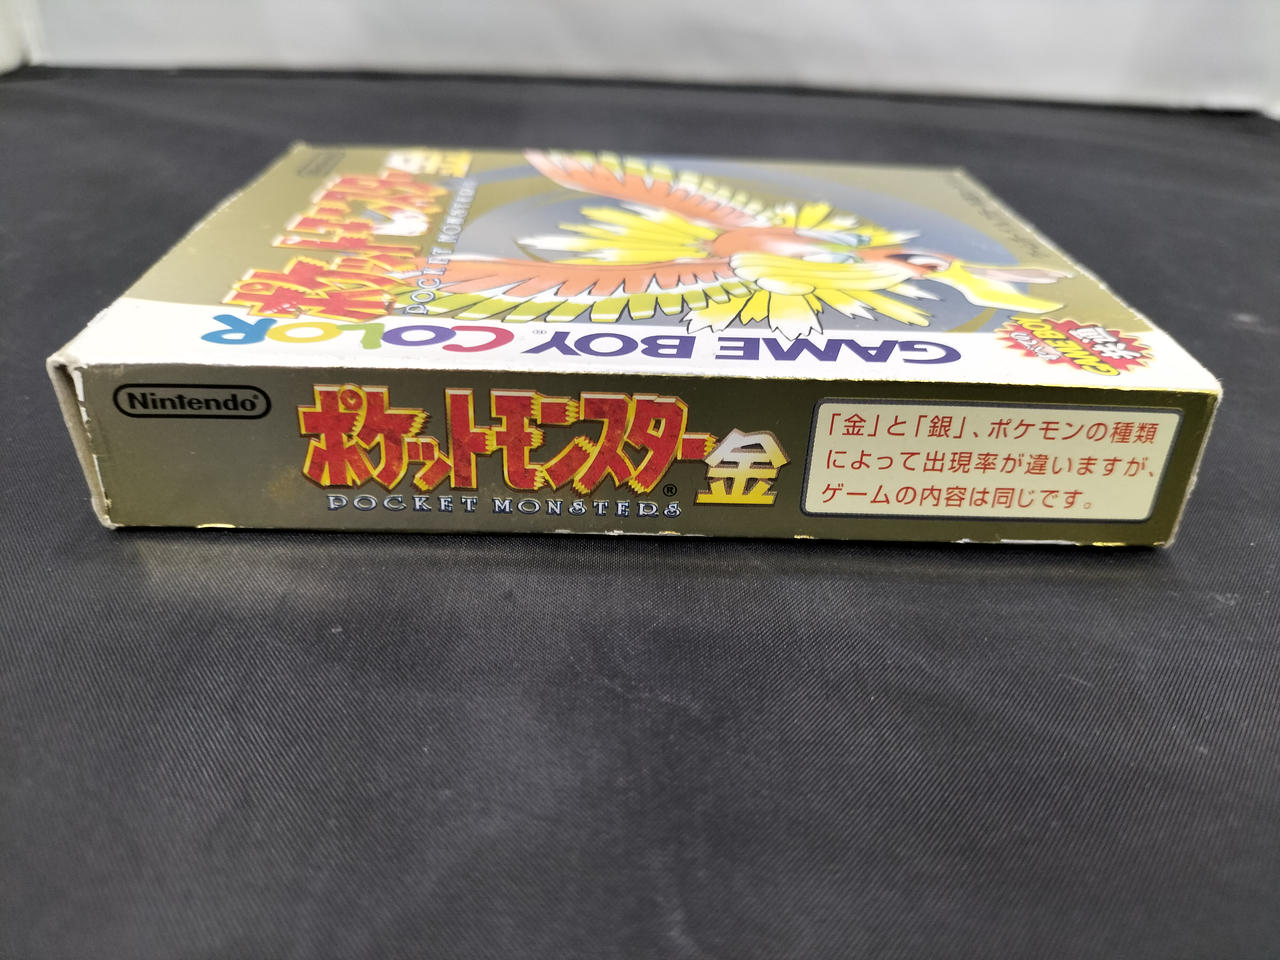 Nintendo®
ポケットモンスター金
POCKET MONSTERS®
「金」と「銀」、ポケモンの種類
によって出現率が違いますが、
ゲームの内容は同じです。
GAME BOY COLOR
ポケットモンスター
POCKET MONSTERS
GAMEBOY
共通